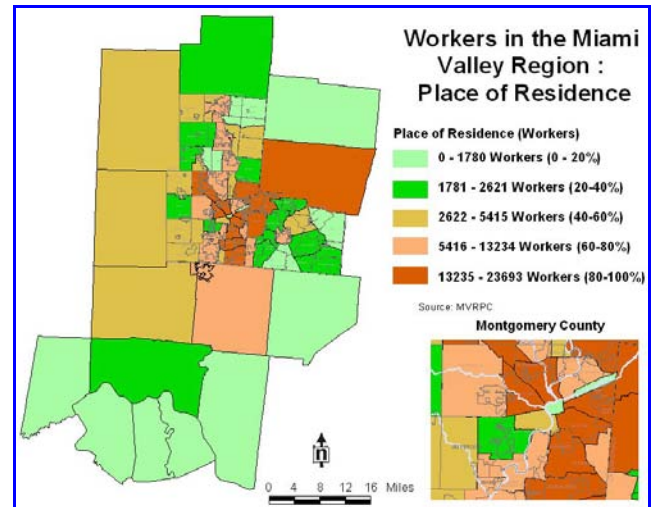 Workers in the Miami
Valley Region :
Place of Residence
Place of Residence (Workers)
0 - 1780 Workers (0 - 20%)
1781 - 2621 Workers (20-40%)
2622 - 5415 Workers (40-60%)
5416 - 13234 Workers (60-80%)
13235 - 23693 Workers (80-100%)
Source: MVRPC
Montgomery County
n
0 4 8 12 16 Miles